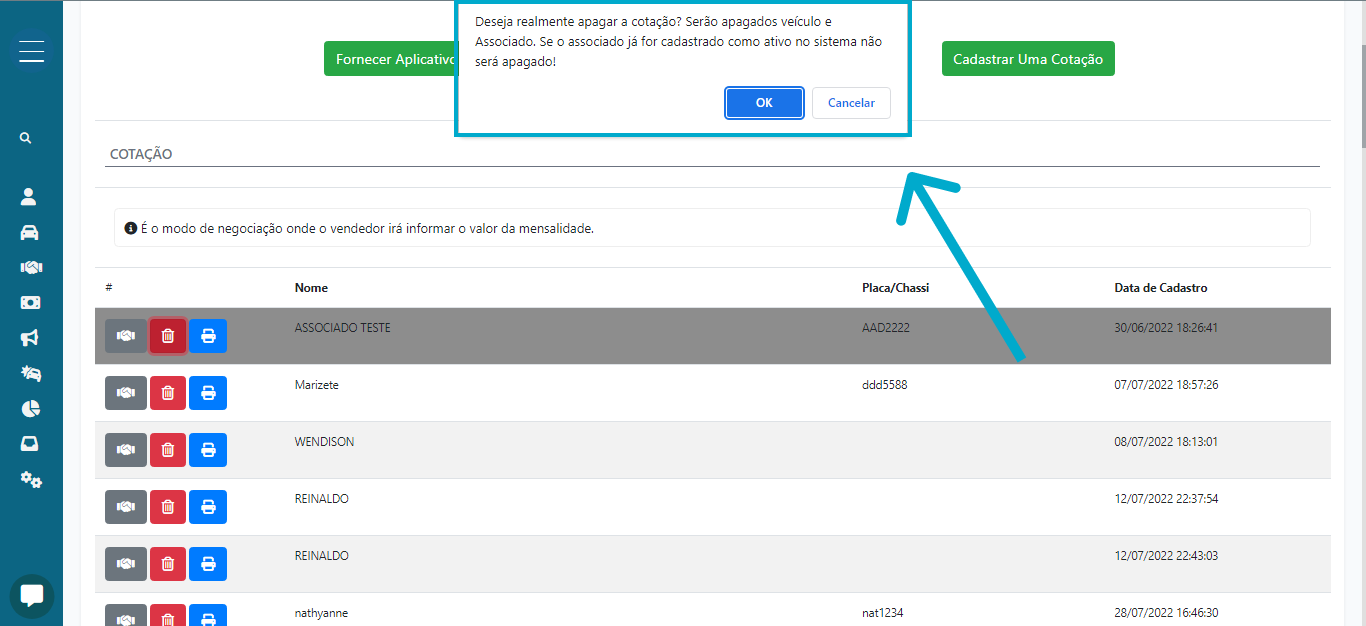 Deseja realmente apagar a cotação? Serão apagados veículo e
Associado. Se o associado já for cadastrado como ativo no sistema não
será apagado!
OK Cancelar
Fornecer Aplicativo
Cadastrar Uma Cotação
COTAÇÃO
É o modo de negociação onde o vendedor irá informar o valor da mensalidade.
# Nome Placa/Chassi Data de Cadastro
ASSOCIADO TESTE AAD2222 30/06/2022 18:26:41
Marizete ddd5588 07/07/2022 18:57:26
WENDISON 08/07/2022 18:13:01
REINALDO 12/07/2022 22:37:54
REINALDO 12/07/2022 22:43:03
nathyanne nat1234 28/07/2022 16:46:30